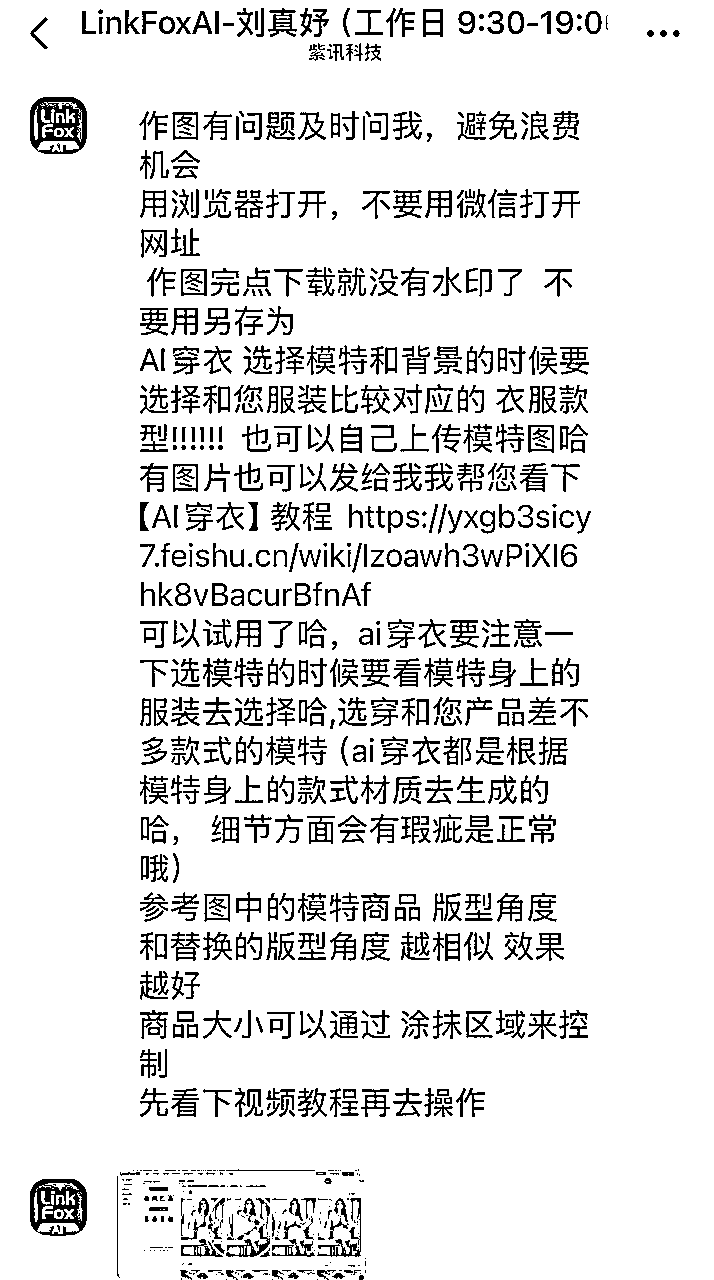 LinkFoxAI-刘真妤（工作日 9:30-19:0
紫讯科技
Link
Fox
AI
作图有问题及时问我，避免浪费
机会
用浏览器打开，不要用微信打开
网址
作图完点下载就没有水印了 不
要用另存为
AI穿衣 选择模特和背景的时候要
选择和您服装比较对应的 衣服款
型!!!!!! 也可以自己上传模特图哈
有图片也可以发给我我帮您看下
【AI穿衣】教程 https://yxgb3sicy
7.feishu.cn/wiki/Izoawh3wPiXI6
hk8vBacurBfnAf
可以试用了哈，ai穿衣要注意一
下选模特的时候要看模特身上的
服装去选择哈,选穿和您产品差不
多款式的模特（ai穿衣都是根据
模特身上的款式材质去生成的
哈， 细节方面会有瑕疵是正常
哦）
参考图中的模特商品 版型角度
和替换的版型角度 越相似 效果
越好
商品大小可以通过 涂抹区域来控
制
先看下视频教程再去操作
Link
Fox
AI